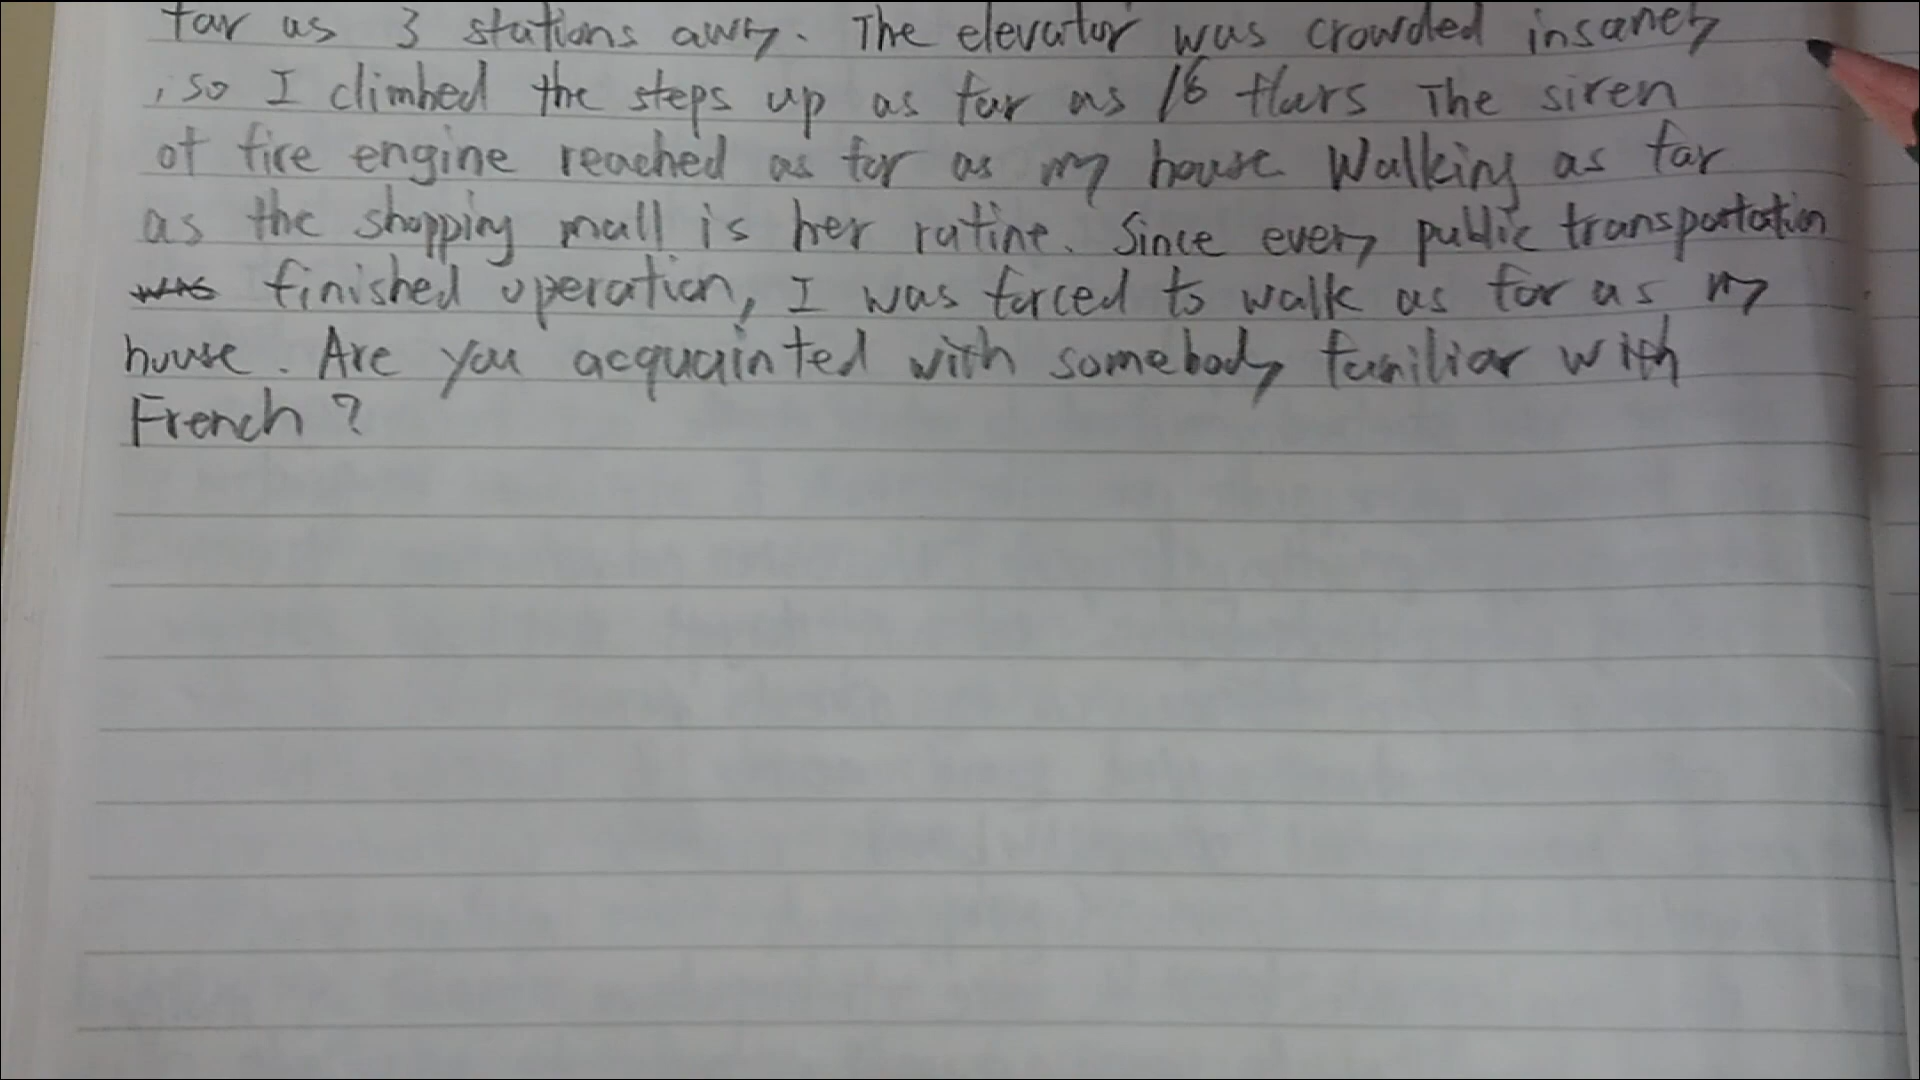 far as 3 stations away. The elevator was crowded insanely
, so I climbed the steps up as far as 16 floors The siren
of fire engine reached as far as my house Walking as far
as the shopping mall is her rutine. Since every public transportation
was finished operation, I was forced to walk as far as my
house. Are you acquainted with somebody familiar with
French?